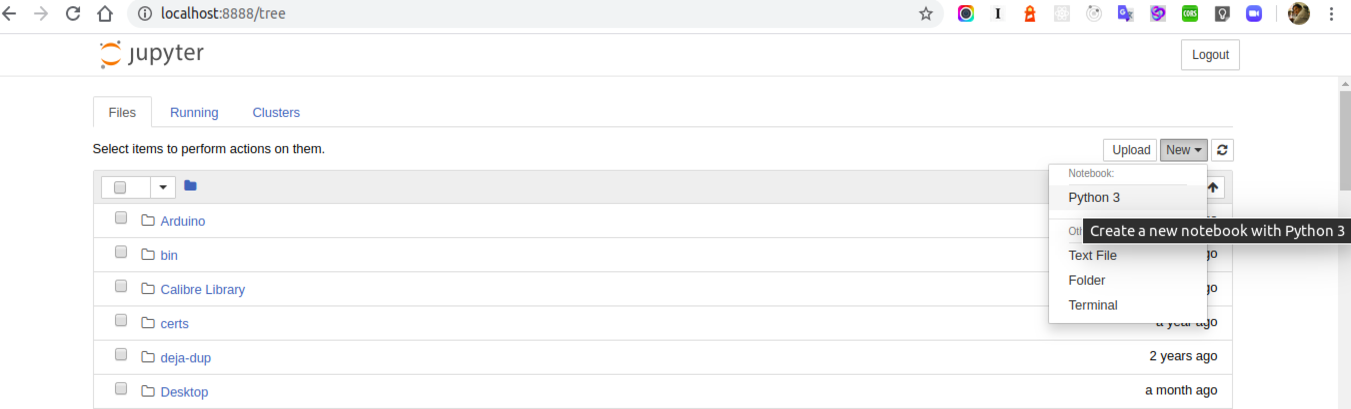 localhost:8888/tree
I
CORS
jupyter
Logout
Files Running Clusters
Select items to perform actions on them.
Upload New
Notebook:
Python 3
Create a new notebook with Python 3
Arduino
bin
Text File
Folder
Calibre Library
Terminal
certs a year ago
deja-dup 2 years ago
Desktop a month ago